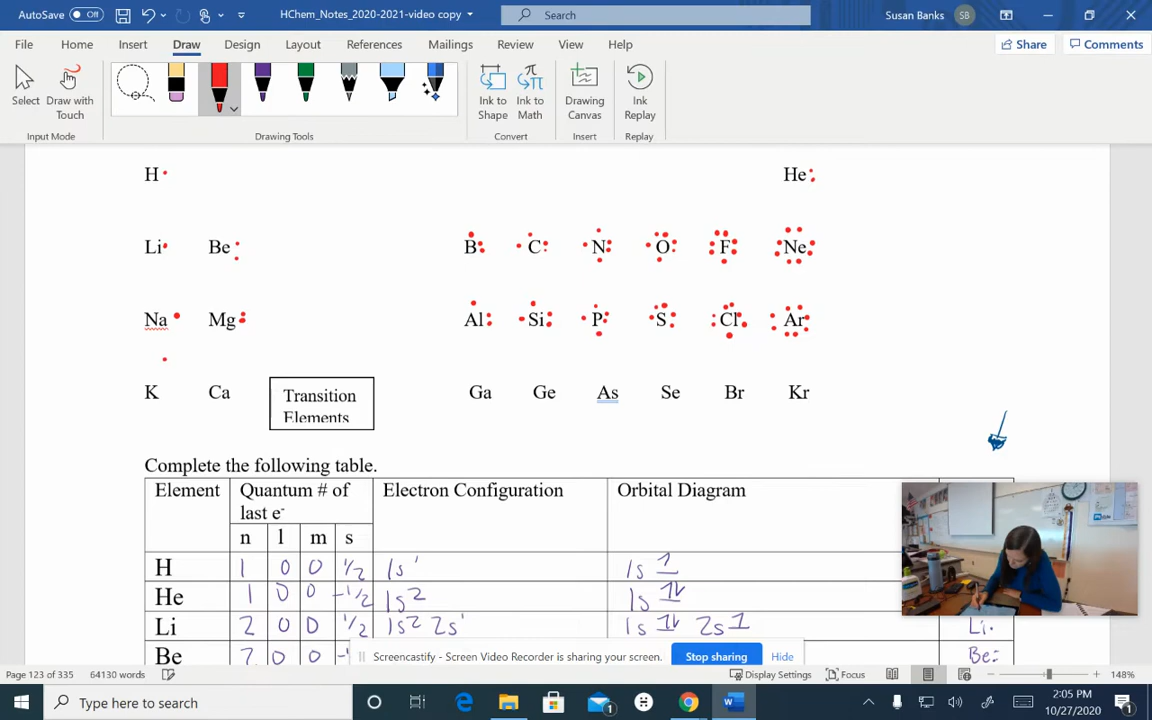 AutoSave Off HChem_Notes_2020-2021-video copy Search Susan Banks SB
File Home Insert Draw Design Layout References Mailings Review View Help Share Comments
Select Draw with Touch Ink to Shape Ink to Math Drawing Canvas Ink Replay
Input Mode Drawing Tools Convert Insert Replay
H He
Li Be B C N O F Ne
Na Mg Al Si P S Cl Ar
K Ca Transition Elements Ga Ge As Se Br Kr
Complete the following table.
Element Quantum # of last e- Electron Configuration Orbital Diagram
n l m s
H 1 0 0 1/2 1s¹ 1s 1
He 1 0 0 -1/2 1s² 1s 1↓
Li 2 0 0 1/2 1s² 2s¹ 1s 1↓ 2s 1 Li·
Be 2 0 0 Be:
Screencastify - Screen Video Recorder is sharing your screen. Stop sharing Hide
Page 123 of 335 64130 words Display Settings Focus 148%
Type here to search 2:05 PM
10/27/2020